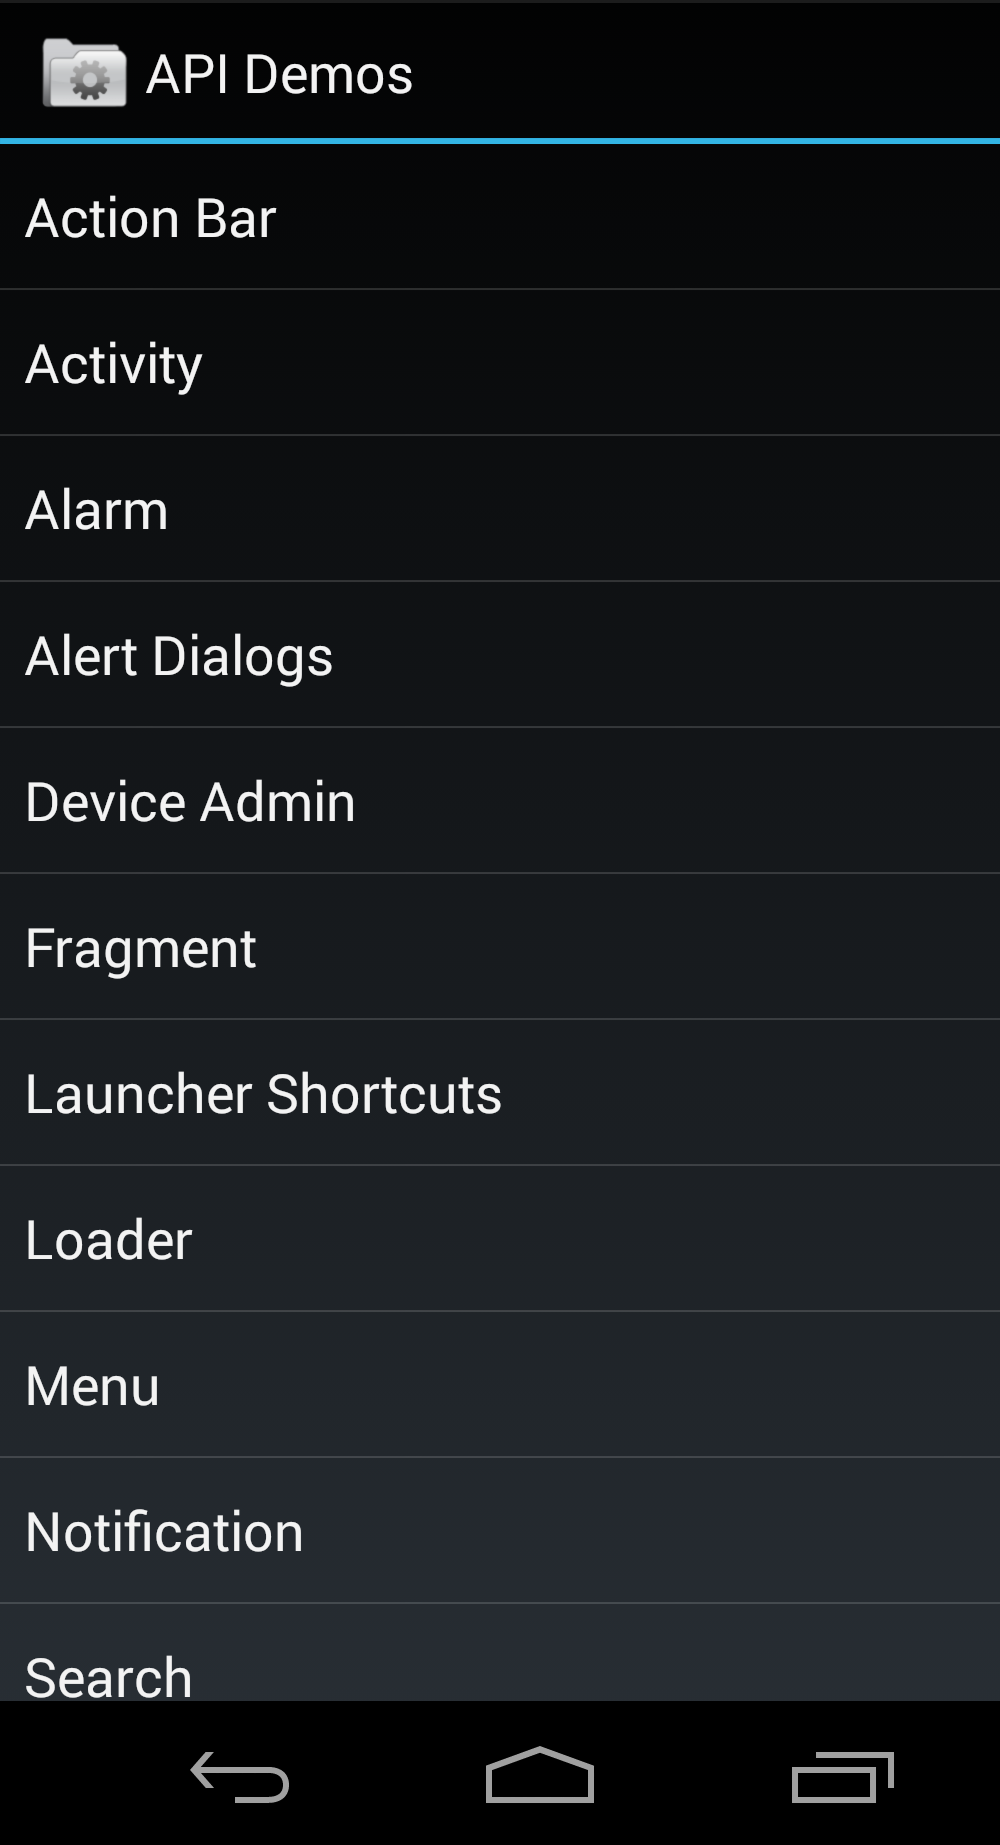 API Demos
Action Bar
Activity
Alarm
Alert Dialogs
Device Admin
Fragment
Launcher Shortcuts
Loader
Menu
Notification
Search